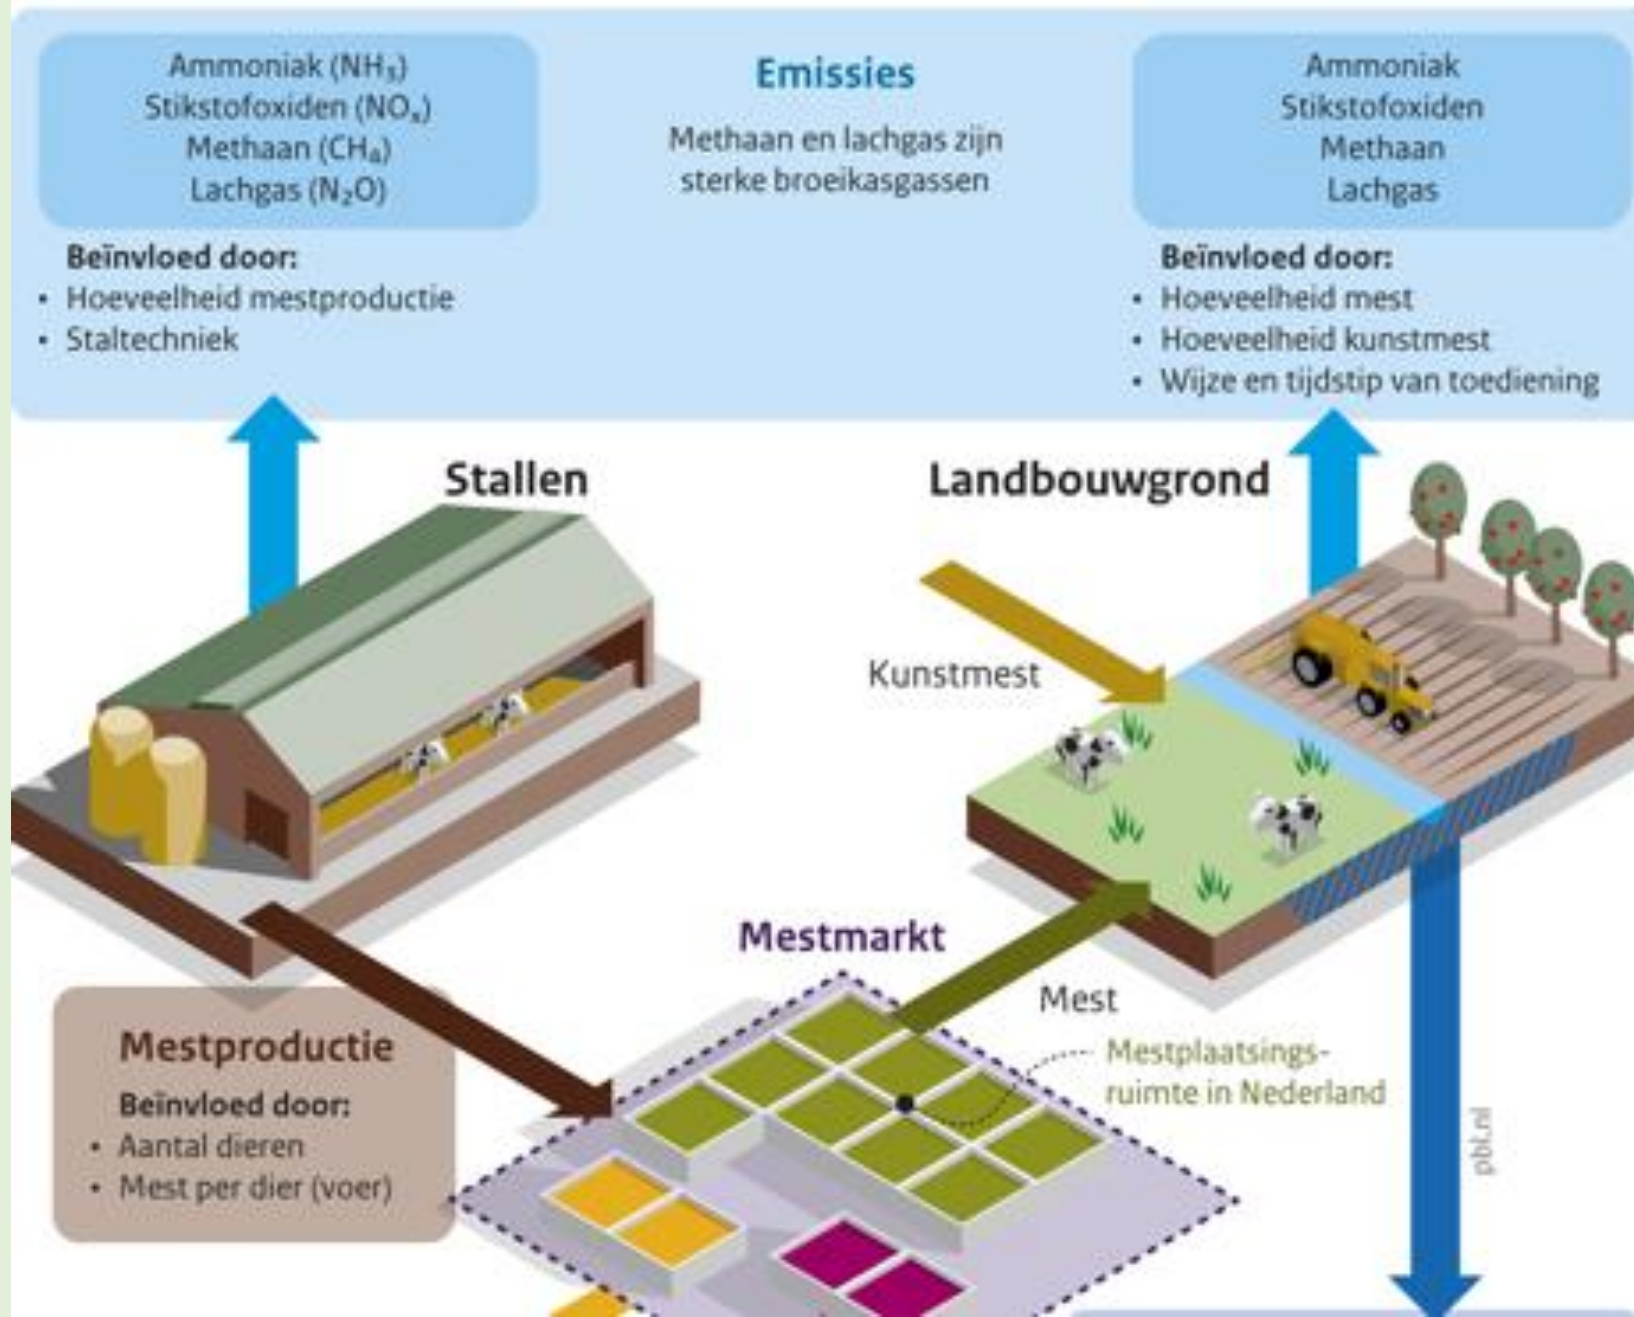 Ammoniak (NH₃)
Stikstofoxiden (NOₓ)
Methaan (CH₄)
Lachgas (N₂O)
Beïnvloed door:
• Hoeveelheid mestproductie
• Staltechniek
Emissies
Methaan en lachgas zijn
sterke broeikasgassen
Ammoniak
Stikstofoxiden
Methaan
Lachgas
Beïnvloed door:
• Hoeveelheid mest
• Hoeveelheid kunstmest
• Wijze en tijdstip van toediening
Stallen
Landbouwgrond
Kunstmest
Mestmarkt
Mest
Mestplaatsings-
ruimte in Nederland
Mestproductie
Beïnvloed door:
• Aantal dieren
• Mest per dier (voer)
pbl.nl